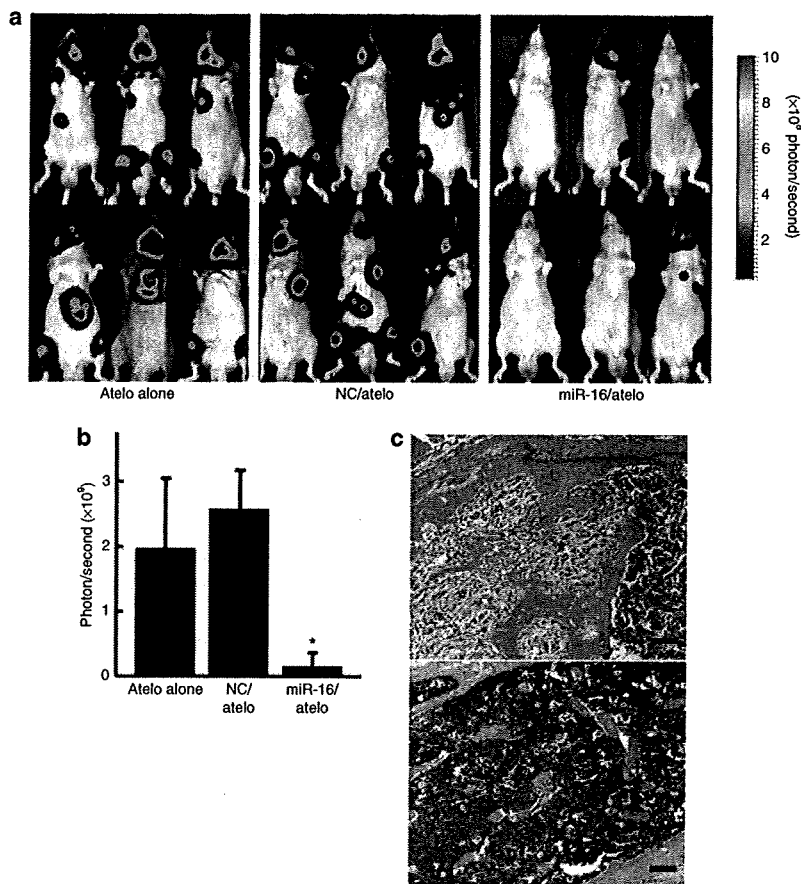 a
10
8
6
4
2
(×10⁹ photon/second)
Atelo alone
NC/atelo
miR-16/atelo
b
Photon/second (×10⁹)
3
2
1
0
*
Atelo alone
NC/
atelo
miR-16/
atelo
c